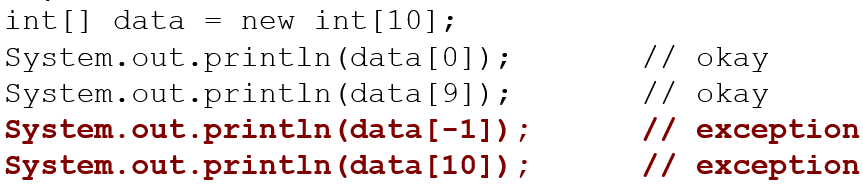 int[] data = new int[10];
System.out.println(data[0]); // okay
System.out.println(data[9]); // okay
System.out.println(data[-1]); // exception
System.out.println(data[10]); // exception